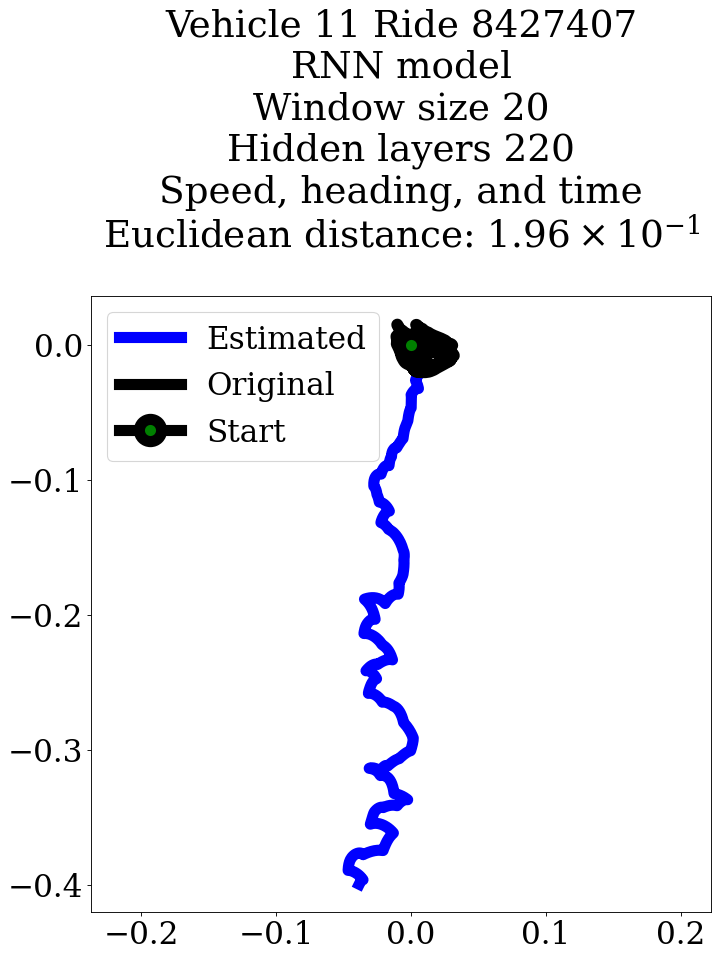 Vehicle 11 Ride 8427407
RNN model
Window size 20
Hidden layers 220
Speed, heading, and time
Euclidean distance: 1.96 × 10⁻¹
Estimated
Original
Start
0.0
−0.1
−0.2
−0.3
−0.4
−0.2 −0.1 0.0 0.1 0.2